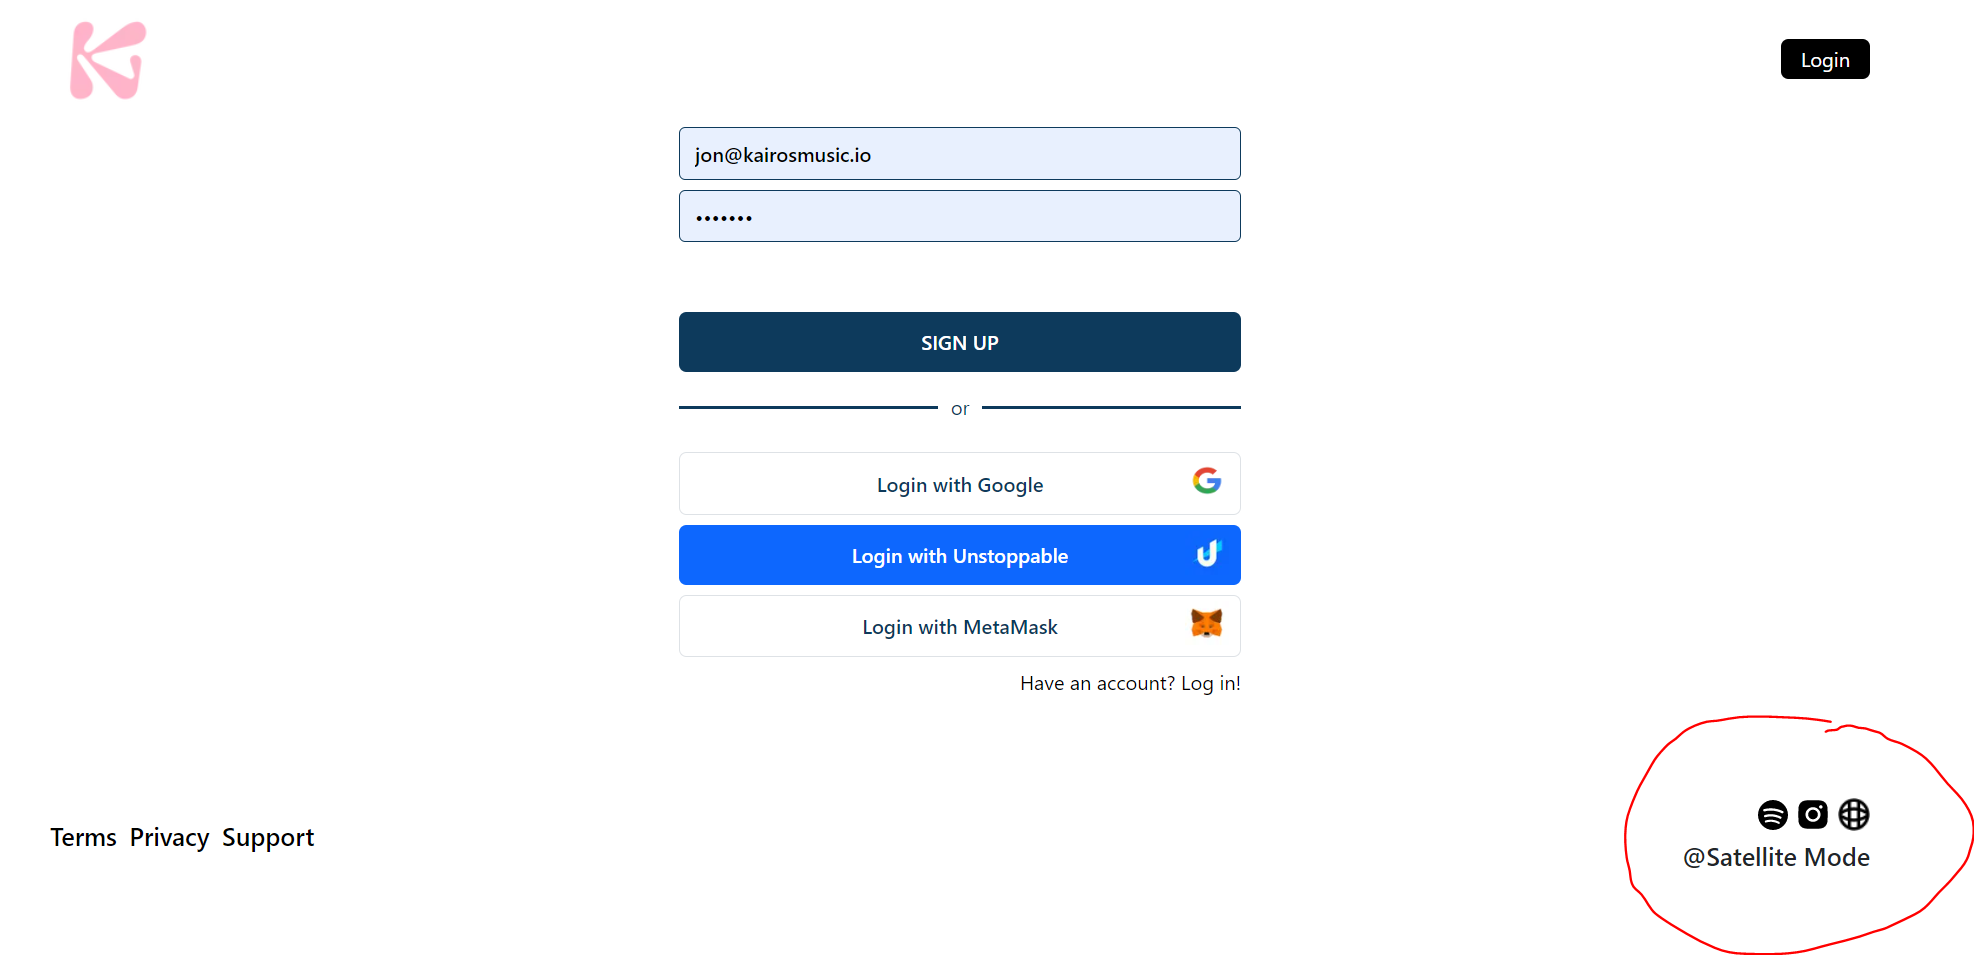 Login
jon@kairosmusic.io
•••••••
SIGN UP
or
Login with Google
Login with Unstoppable
Login with MetaMask
Have an account? Log in!
Terms Privacy Support
@Satellite Mode